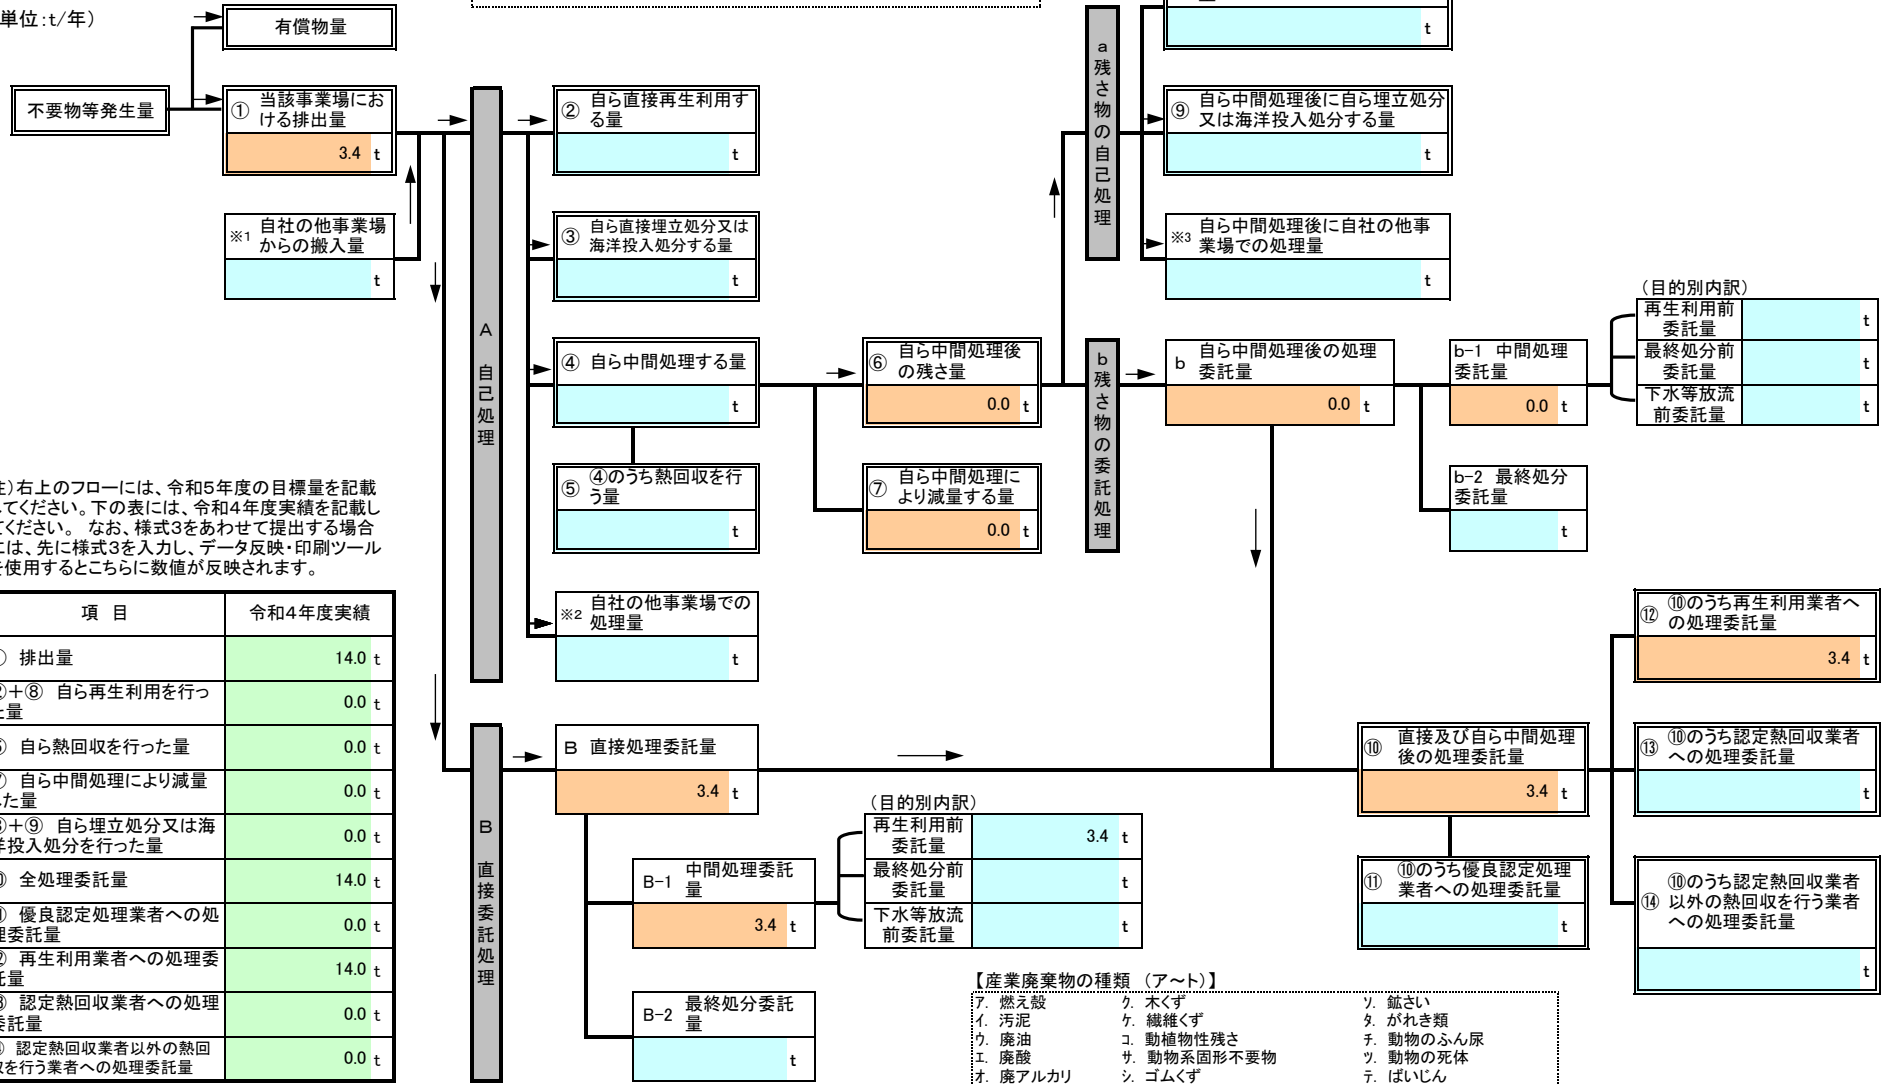 単位:t/年)
有償物量
不要物等発生量
① 当該事業場にお
ける排出量
3.4 t
※1 自社の他事業場
からの搬入量
t
A 自己処理
② 自ら直接再生利用す
る量
t
③ 自ら直接埋立処分又は
海洋投入処分する量
t
④ 自ら中間処理する量
t
⑤ ④のうち熱回収を行
う量
t
※2 自社の他事業場での
処理量
t
⑥ 自ら中間処理後
の残さ量
0.0 t
⑦ 自ら中間処理に
より減量する量
0.0 t
a残さ物の自己処理
t
⑨ 自ら中間処理後に自ら埋立処分
又は海洋投入処分する量
t
※3 自ら中間処理後に自社の他事
業場での処理量
t
b残さ物の委託処理
b 自ら中間処理後の処理
委託量
0.0 t
b-1 中間処理
委託量
0.0 t
b-2 最終処分
委託量
t
(目的別内訳)
再生利用前
委託量
t
最終処分前
委託量
t
下水等放流
前委託量
t
注)右上のフローには、令和5年度の目標量を記載
してください。下の表には、令和4年度実績を記載し
てください。 なお、様式3をあわせて提出する場合
には、先に様式3を入力し、データ反映・印刷ツール
を使用するとこちらに数値が反映されます。
項 目 令和4年度実績
① 排出量 14.0 t
②+⑧ 自ら再生利用を行っ
た量 0.0 t
⑤ 自ら熱回収を行った量 0.0 t
⑦ 自ら中間処理により減量
した量 0.0 t
③+⑨ 自ら埋立処分又は海
洋投入処分を行った量 0.0 t
⑩ 全処理委託量 14.0 t
⑪ 優良認定処理業者への処
理委託量 0.0 t
⑫ 再生利用業者への処理委
託量 14.0 t
⑬ 認定熱回収業者への処理
委託量 0.0 t
⑭ 認定熱回収業者以外の熱回
収を行う業者への処理委託量 0.0 t
B 直接委託処理
B 直接処理委託量
3.4 t
B-1 中間処理委託
量
3.4 t
B-2 最終処分委託
量
t
(目的別内訳)
再生利用前
委託量
3.4 t
最終処分前
委託量
t
下水等放流
前委託量
t
⑩ 直接及び自ら中間処理
後の処理委託量
3.4 t
⑪ ⑩のうち優良認定処理
業者への処理委託量
t
⑫ ⑩のうち再生利用業者へ
の処理委託量
3.4 t
⑬ ⑩のうち認定熱回収業者
への処理委託量
t
⑭ ⑩のうち認定熱回収業者
以外の熱回収を行う業者
への処理委託量
t
【産業廃棄物の種類 (ア~ト)】
ア. 燃え殻 ク. 木くず ソ. 鉱さい
イ. 汚泥 ケ. 繊維くず タ. がれき類
ウ. 廃油 コ. 動植物性残さ チ. 動物のふん尿
エ. 廃酸 サ. 動物系固形不要物 ツ. 動物の死体
オ. 廃アルカリ シ. ゴムくず テ. ばいじん